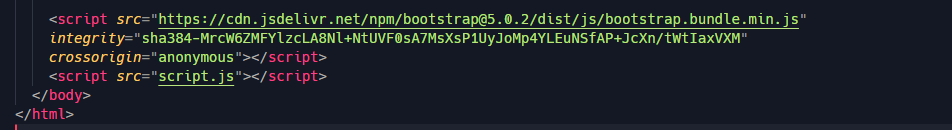 <script src="https://cdn.jsdelivr.net/npm/bootstrap@5.0.2/dist/js/bootstrap.bundle.min.js"
integrity="sha384-MrcW6ZMFYlzcLA8Nl+NtUVF0sA7MsXsP1UyJoMp4YLEuNSfAP+JcXn/tWtIaxVXM"
crossorigin="anonymous"></script>
<script src="script.js"></script>
</body>
</html>